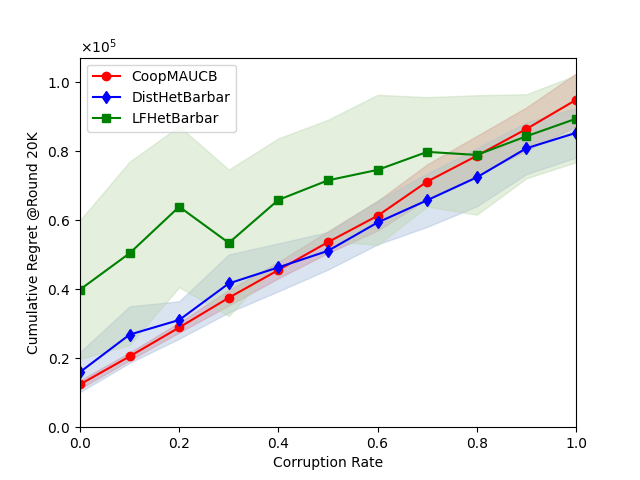 ×10⁵
CoopMAUCB
DistHetBarbar
LFHetBarbar
1.0
0.8
0.6
0.4
0.2
0.0
Cumulative Regret @Round 20K
0.0 0.2 0.4 0.6 0.8 1.0
Corruption Rate